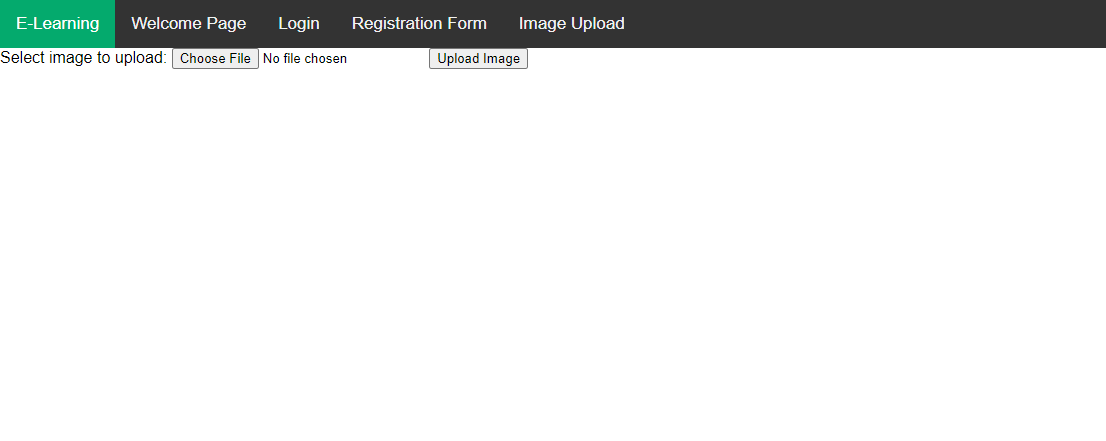 E-Learning Welcome Page Login Registration Form Image Upload
Select image to upload: Choose File No file chosen Upload Image